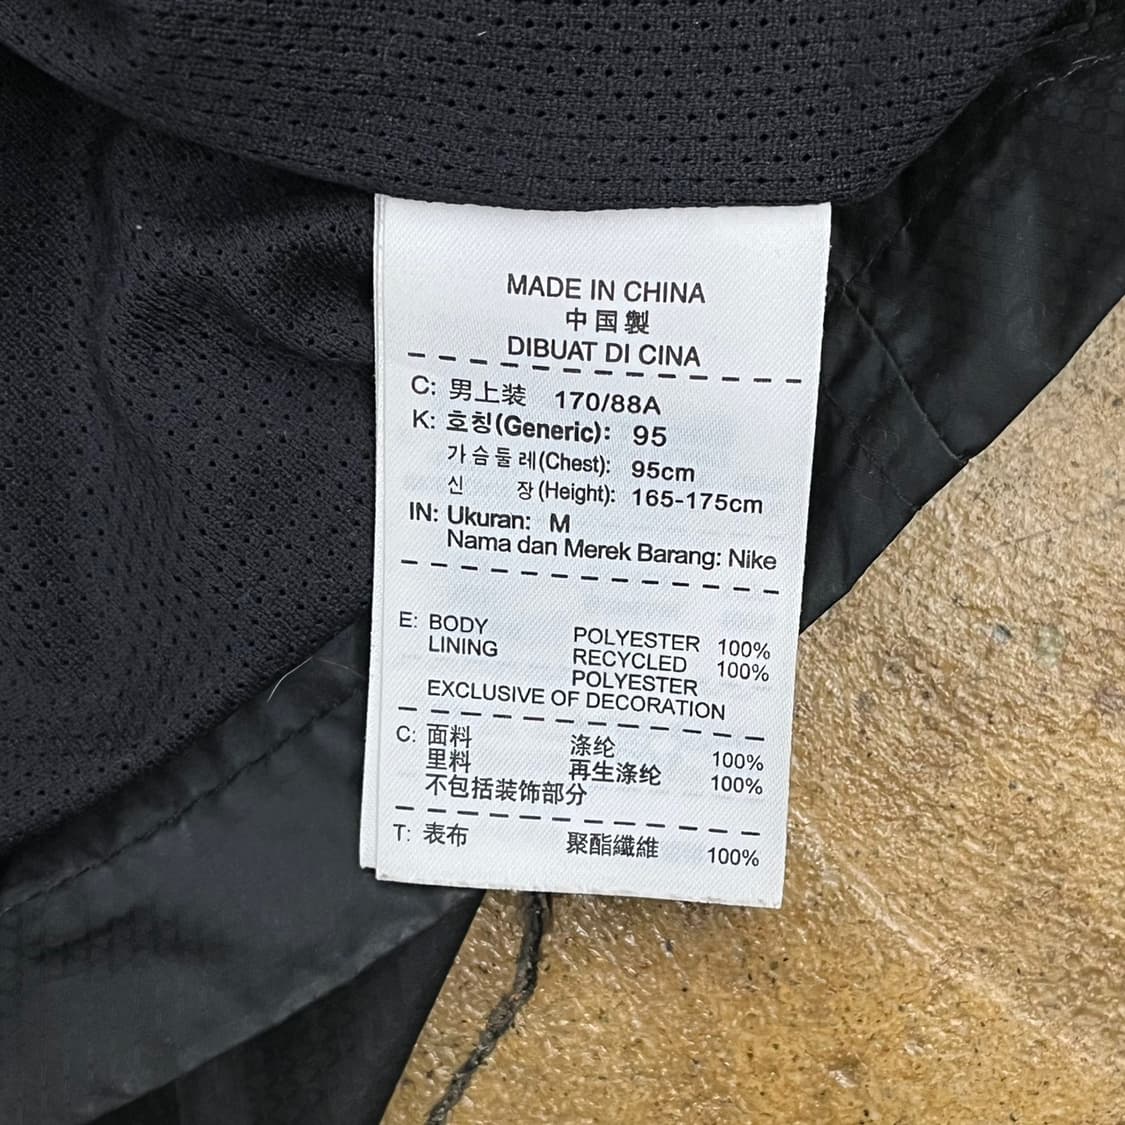 MADE IN CHINA
中国製
DIBUAT DI CINA
C: 男上装 170/88A
K: 호칭(Generic): 95
가슴둘레(Chest): 95cm
신 장(Height): 165-175cm
IN: Ukuran: M
Nama dan Merek Barang: Nike
E: BODY POLYESTER 100%
LINING RECYCLED 100%
POLYESTER
EXCLUSIVE OF DECORATION
C: 面料 涤纶 100%
里料 再生涤纶 100%
不包括装饰部分
T: 表布 聚酯纖維 100%